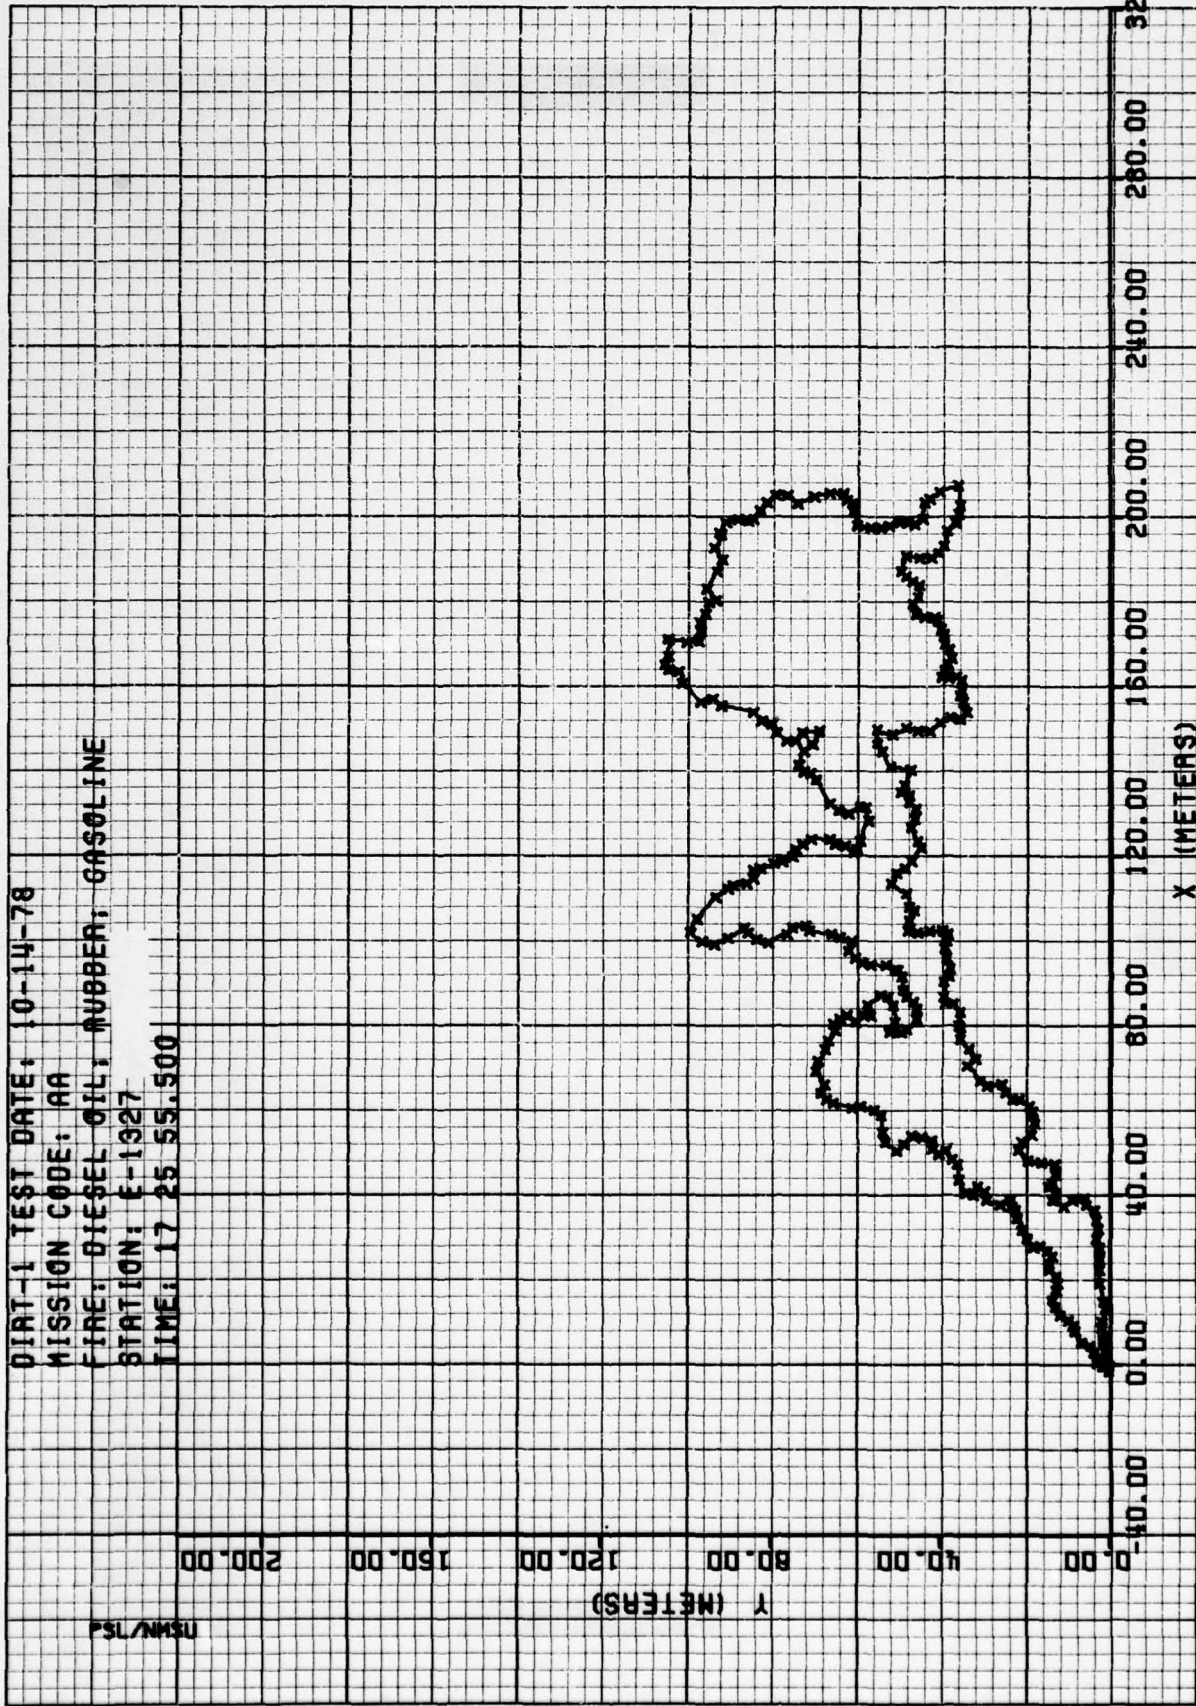 DIRT-1 TEST DATE: 10-14-78
MISSION CODE: AA
FIRE: DIESEL OIL; RUBBER; GASOLINE
STATION: E-1327
TIME: 17 25 55.500
PSL/NMSU
Y (METERS)
200.00
160.00
120.00
80.00
40.00
0.00
-40.00 0.00 40.00 80.00 120.00 160.00 200.00 240.00 280.00 32
X (METERS)